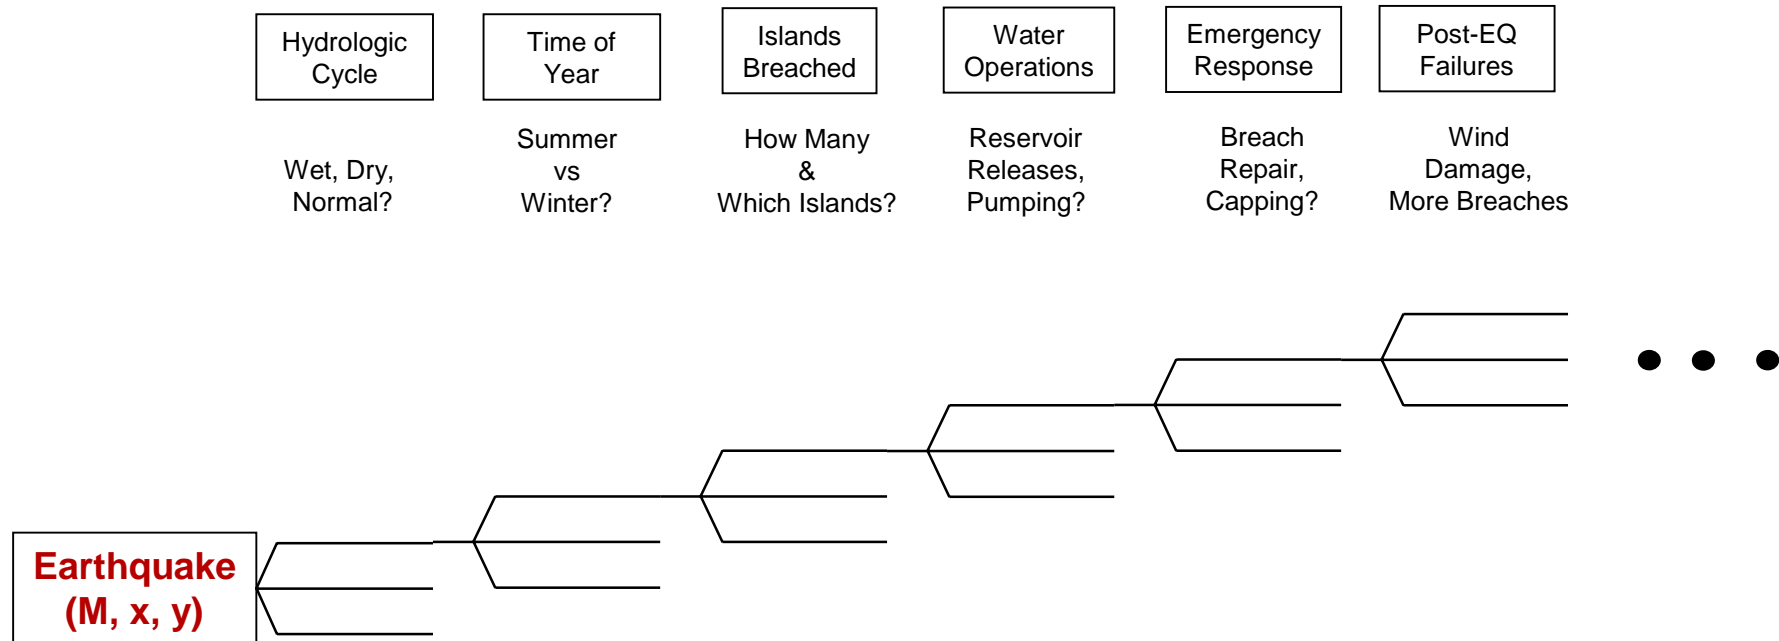 Hydrologic
Cycle
Time of
Year
Islands
Breached
Water
Operations
Emergency
Response
Post-EQ
Failures
Wet, Dry,
Normal?
Summer
vs
Winter?
How Many
&
Which Islands?
Reservoir
Releases,
Pumping?
Breach
Repair,
Capping?
Wind
Damage,
More Breaches
Earthquake
(M, x, y)